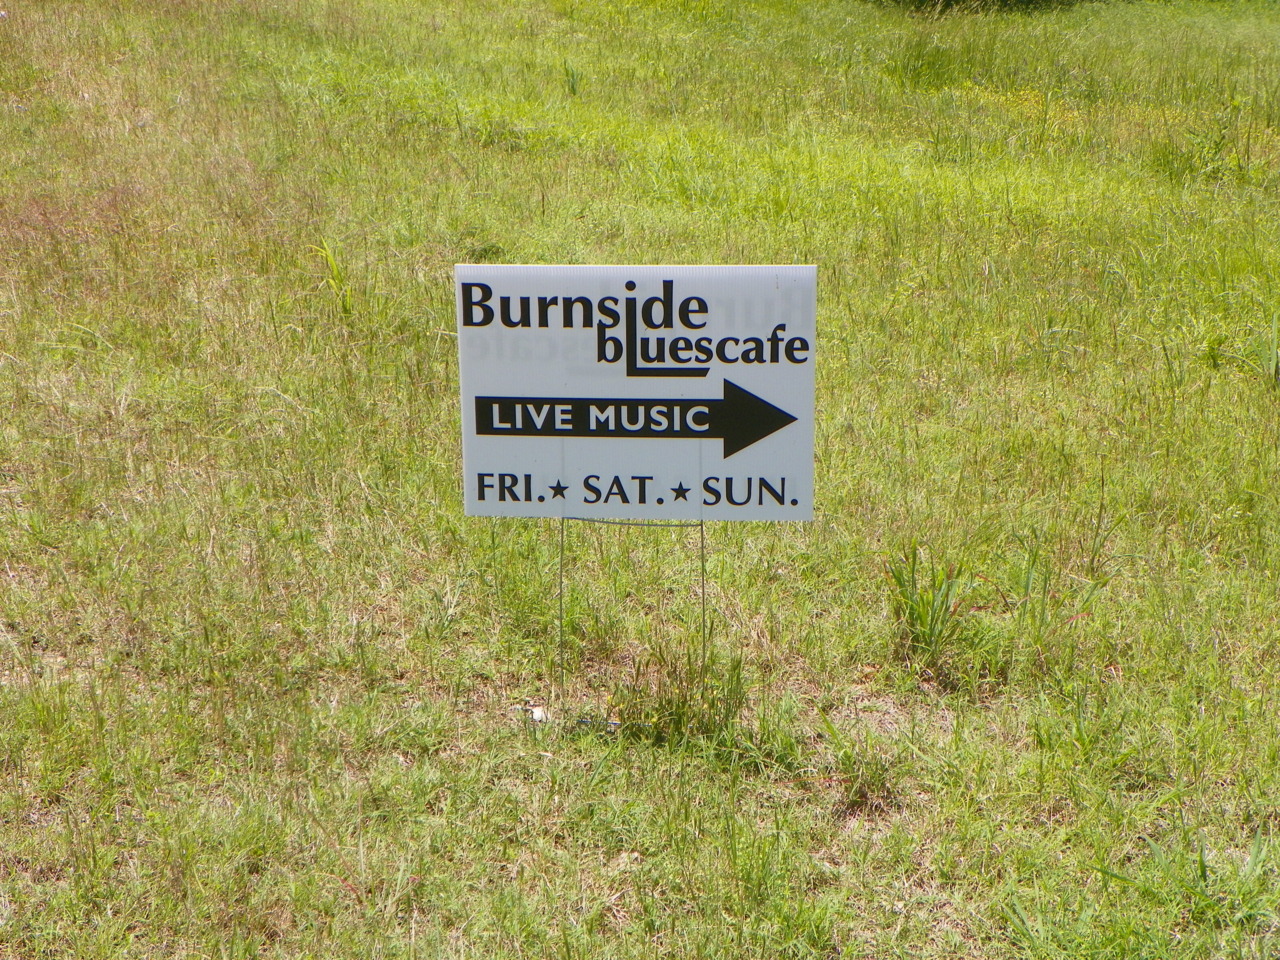 Burnside
bluescafe
LIVE MUSIC
FRI.★ SAT.★ SUN.